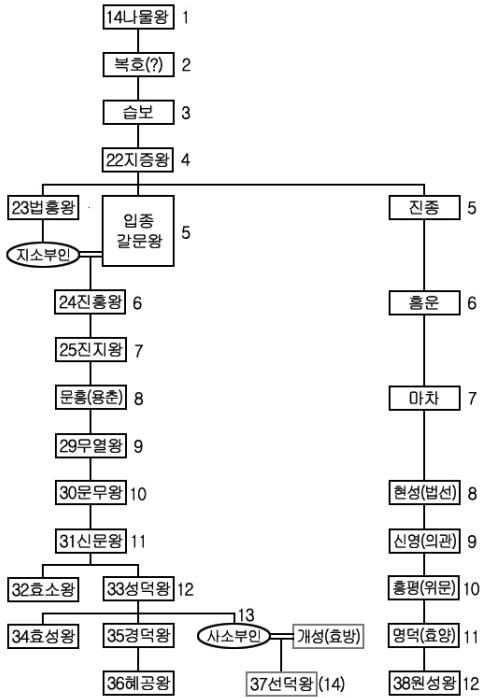 14나물왕 1
복호(?) 2
습보 3
22지증왕 4
23법흥왕
입종
갈문왕 5
진종 5
지소부인
24진흥왕 6
흠운 6
25진지왕 7
문흥(용춘) 8
마차 7
29무열왕 9
30문무왕 10
현성(법선) 8
31신문왕 11
신영(의관) 9
32효소왕
33성덕왕 12
흥평(위문) 10
13
34효성왕
35경덕왕
사소부인
개성(효방)
명덕(효양) 11
36혜공왕
37선덕왕 (14)
38원성왕 12